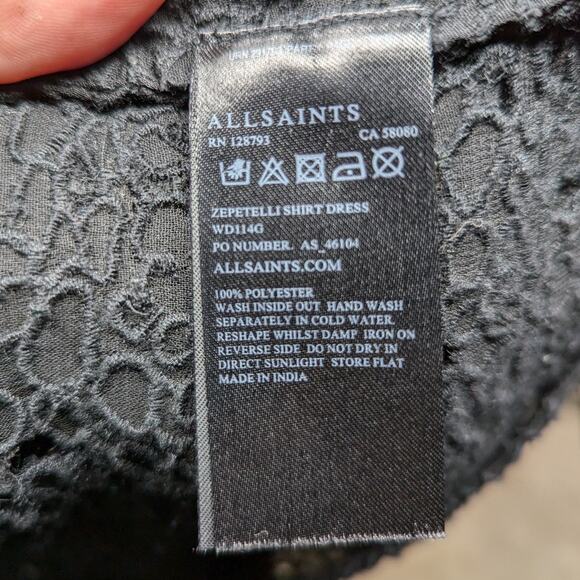 ALLSAINTS
RN 128793 CA 58080
ZEPETELLI SHIRT DRESS
WD114G
PO NUMBER. AS_46104
ALLSAINTS.COM
100% POLYESTER
WASH INSIDE OUT HAND WASH
SEPARATELY IN COLD WATER
RESHAPE WHILST DAMP IRON ON
REVERSE SIDE DO NOT DRY IN
DIRECT SUNLIGHT STORE FLAT
MADE IN INDIA